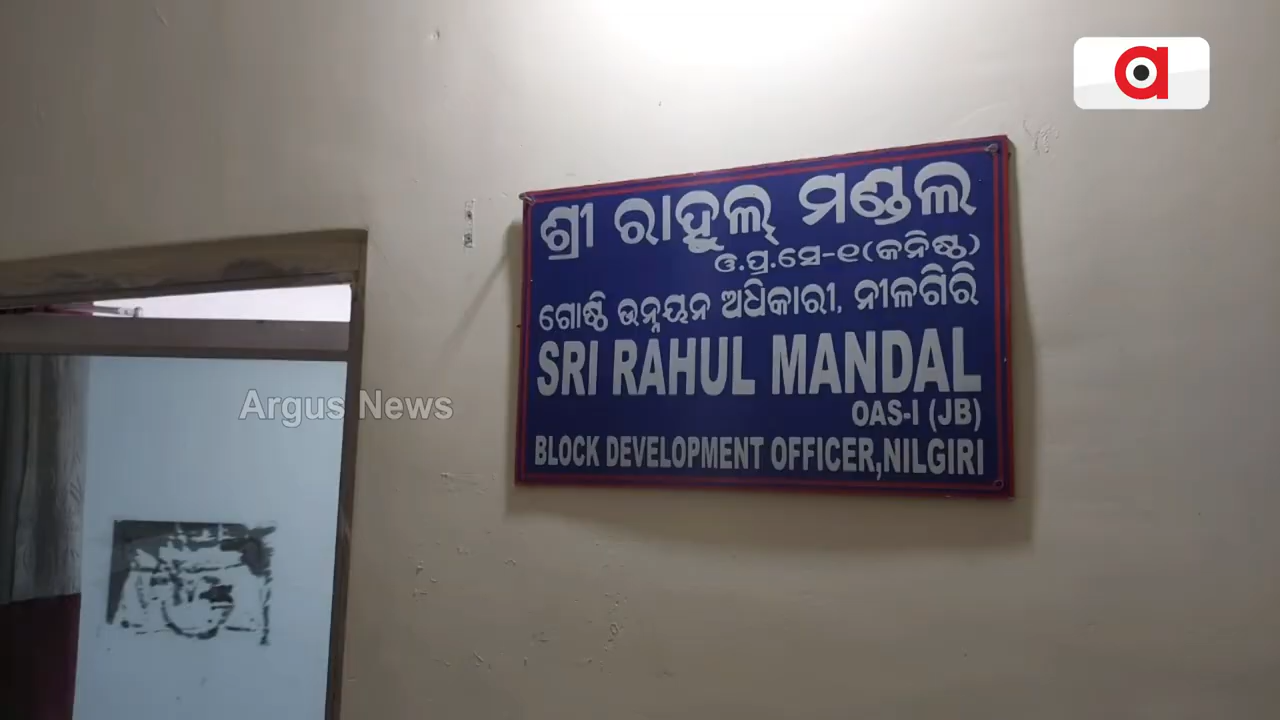 ଶ୍ରୀ ରାହୁଲ୍ ମଣ୍ଡଲ
ଓ.ପ୍ର.ସେ-୧(କନିଷ୍ଠ)
ଗୋଷ୍ଠି ଉନ୍ନୟନ ଅଧିକାରୀ, ନୀଳଗିରି
SRI RAHUL MANDAL
OAS-I (JB)
BLOCK DEVELOPMENT OFFICER,NILGIRI
Argus News